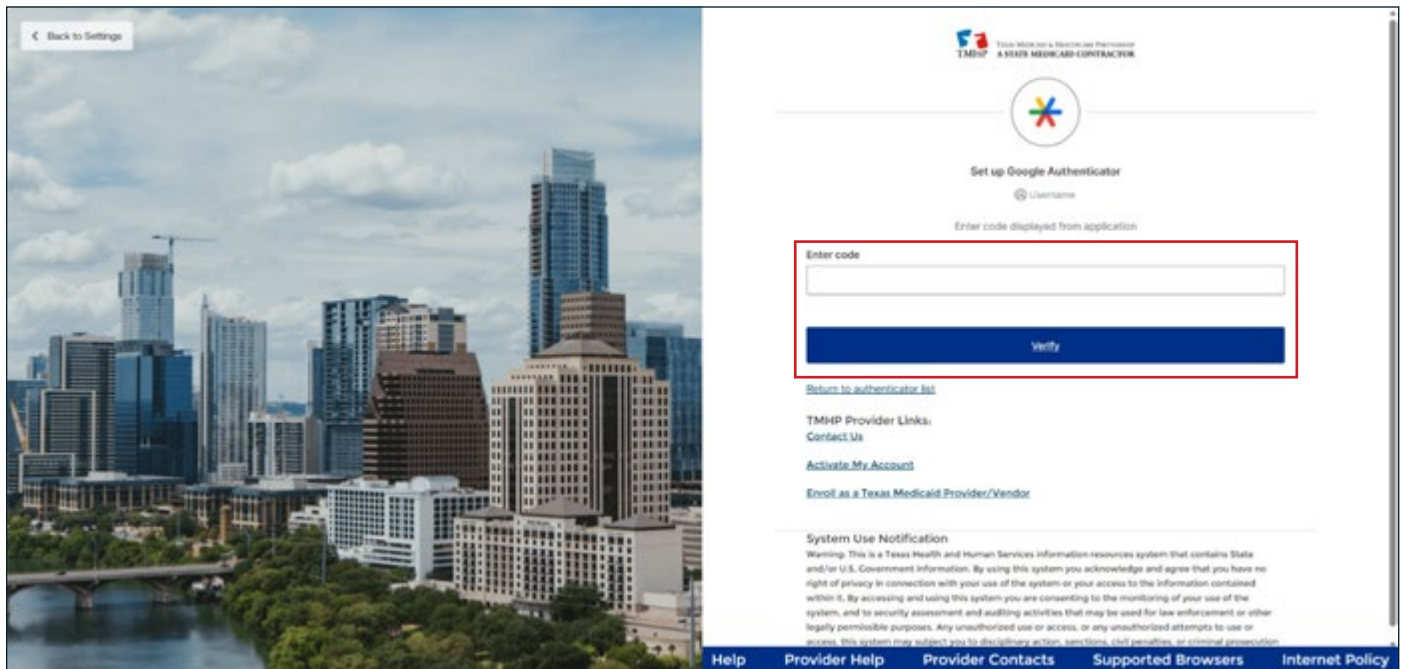 Back to Settings
TMHP
TEXAS MEDICAID & HEALTHCARE PARTNERSHIP
A STATE MEDICAID CONTRACTOR
Set up Google Authenticator
Username
Enter code displayed from application
Enter code
Verify
Return to authenticator list
TMHP Provider Links:
Contact Us
Activate My Account
Enroll as a Texas Medicaid Provider/Vendor
System Use Notification
Warning: This is a Texas Health and Human Services information resources system that contains State
and/or U.S. Government information. By using this system you acknowledge and agree that you have no
right of privacy in connection with your use of the system or your access to the information contained
within it. By accessing and using this system you are consenting to the monitoring of your use of the
system, and to security assessment and auditing activities that may be used for law enforcement or other
legally permissible purposes. Any unauthorized use or access, or any unauthorized attempts to use or
access, this system may subject you to disciplinary action, sanctions, civil penalties, or criminal prosecution
Help Provider Help Provider Contacts Supported Browsers Internet Policy